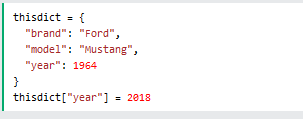 thisdict = {
  "brand": "Ford",
  "model": "Mustang",
  "year": 1964
}
thisdict["year"] = 2018